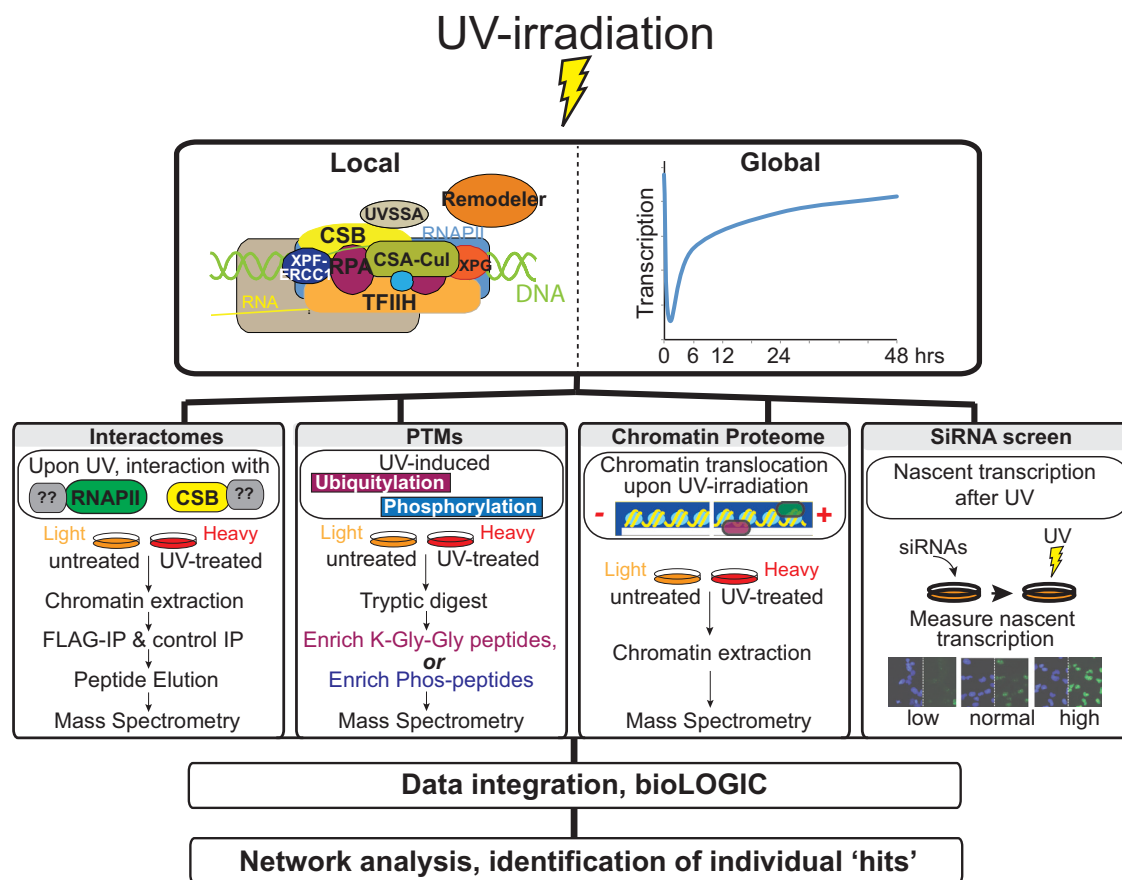 UV-irradiation
Local
Remodeler
UVSSA
CSB
RNAPII
XPF-
ERCC1
RPA
CSA-Cul
XPG
DNA
RNA
TFIIH
Global
Transcription
0 6 12 24 48 hrs
Interactomes
Upon UV, interaction with
?? RNAPII CSB ??
Light Heavy
untreated UV-treated
Chromatin extraction
FLAG-IP & control IP
Peptide Elution
Mass Spectrometry
PTMs
UV-induced
Ubiquitylation
Phosphorylation
Light Heavy
untreated UV-treated
Tryptic digest
Enrich K-Gly-Gly peptides,
or
Enrich Phos-peptides
Mass Spectrometry
Chromatin Proteome
Chromatin translocation
upon UV-irradiation
- +
Light Heavy
untreated UV-treated
Chromatin extraction
Mass Spectrometry
SiRNA screen
Nascent transcription
after UV
siRNAs UV
Measure nascent
transcription
low normal high
Data integration, bioLOGIC
Network analysis, identification of individual ‘hits’